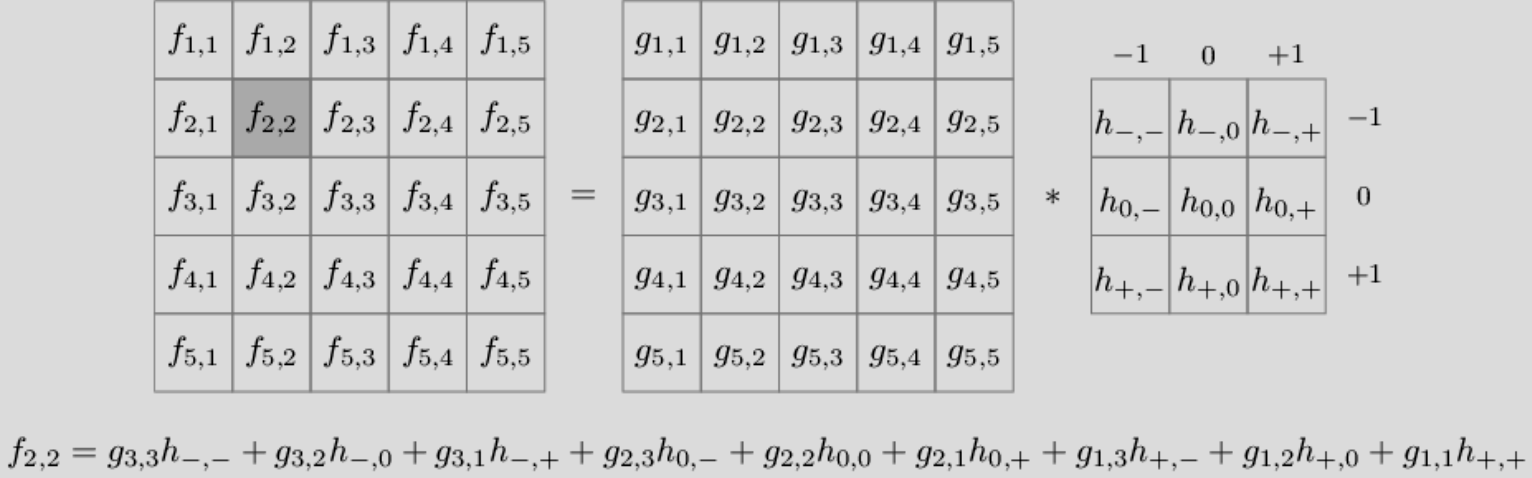 f1,1 f1,2 f1,3 f1,4 f1,5 g1,1 g1,2 g1,3 g1,4 g1,5 −1 0 +1
f2,1 f2,2 f2,3 f2,4 f2,5 g2,1 g2,2 g2,3 g2,4 g2,5 h−,− h−,0 h−,+ −1
f3,1 f3,2 f3,3 f3,4 f3,5 = g3,1 g3,2 g3,3 g3,4 g3,5 * h0,− h0,0 h0,+ 0
f4,1 f4,2 f4,3 f4,4 f4,5 g4,1 g4,2 g4,3 g4,4 g4,5 h+,− h+,0 h+,+ +1
f5,1 f5,2 f5,3 f5,4 f5,5 g5,1 g5,2 g5,3 g5,4 g5,5
f2,2 = g3,3h−,− + g3,2h−,0 + g3,1h−,+ + g2,3h0,− + g2,2h0,0 + g2,1h0,+ + g1,3h+,− + g1,2h+,0 + g1,1h+,+